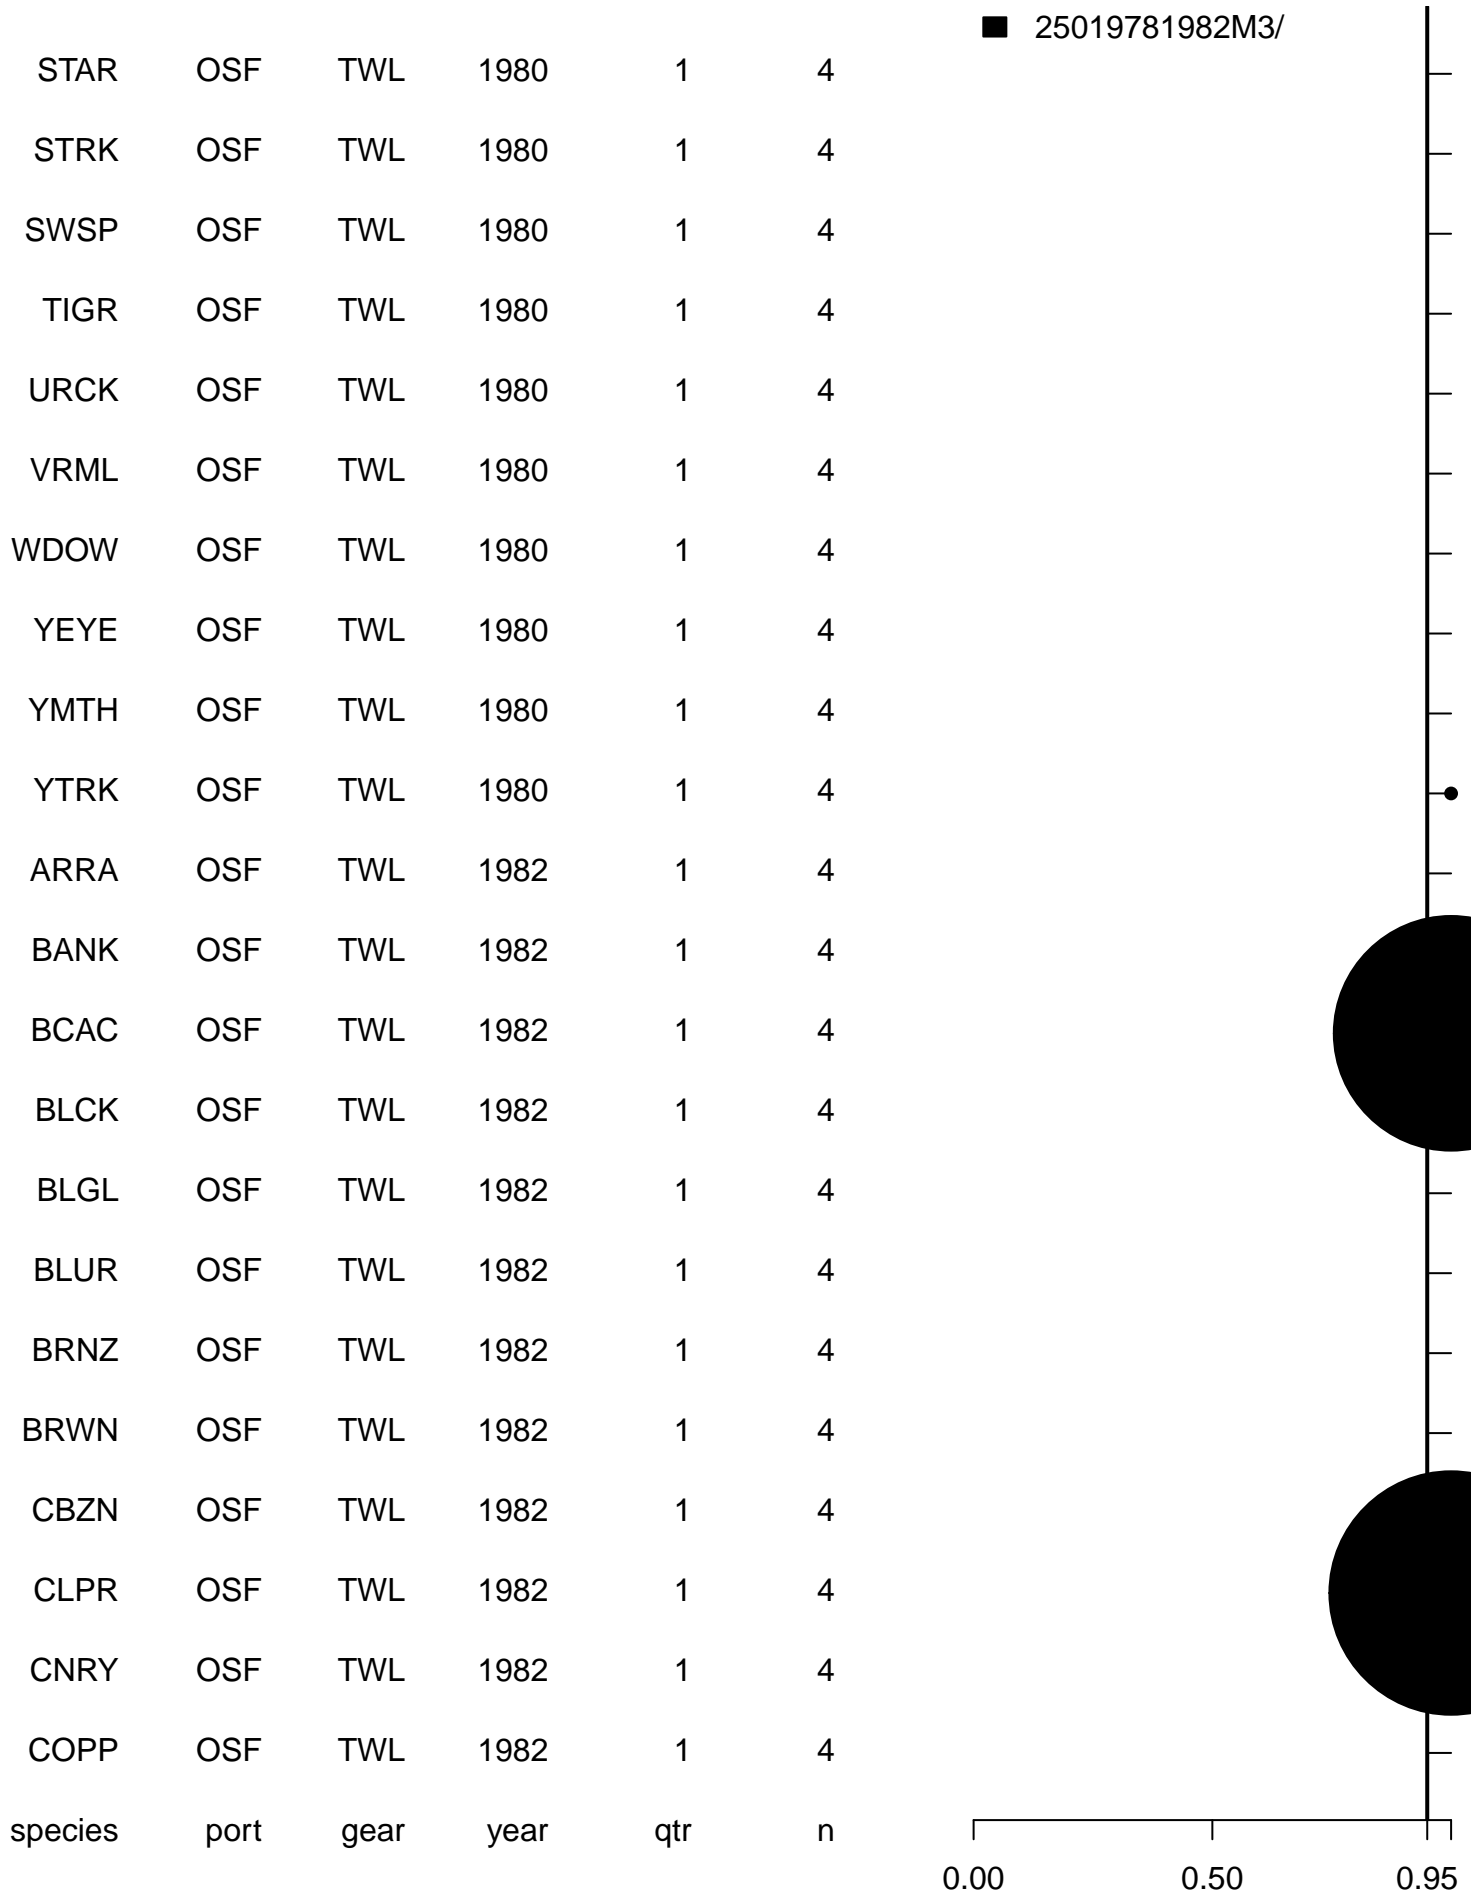 25019781982M3/
STAR OSF TWL 1980 1 4
STRK OSF TWL 1980 1 4
SWSP OSF TWL 1980 1 4
TIGR OSF TWL 1980 1 4
URCK OSF TWL 1980 1 4
VRML OSF TWL 1980 1 4
WDOW OSF TWL 1980 1 4
YEYE OSF TWL 1980 1 4
YMTH OSF TWL 1980 1 4
YTRK OSF TWL 1980 1 4
ARRA OSF TWL 1982 1 4
BANK OSF TWL 1982 1 4
BCAC OSF TWL 1982 1 4
BLCK OSF TWL 1982 1 4
BLGL OSF TWL 1982 1 4
BLUR OSF TWL 1982 1 4
BRNZ OSF TWL 1982 1 4
BRWN OSF TWL 1982 1 4
CBZN OSF TWL 1982 1 4
CLPR OSF TWL 1982 1 4
CNRY OSF TWL 1982 1 4
COPP OSF TWL 1982 1 4
species port gear year qtr n
0.00 0.50 0.95